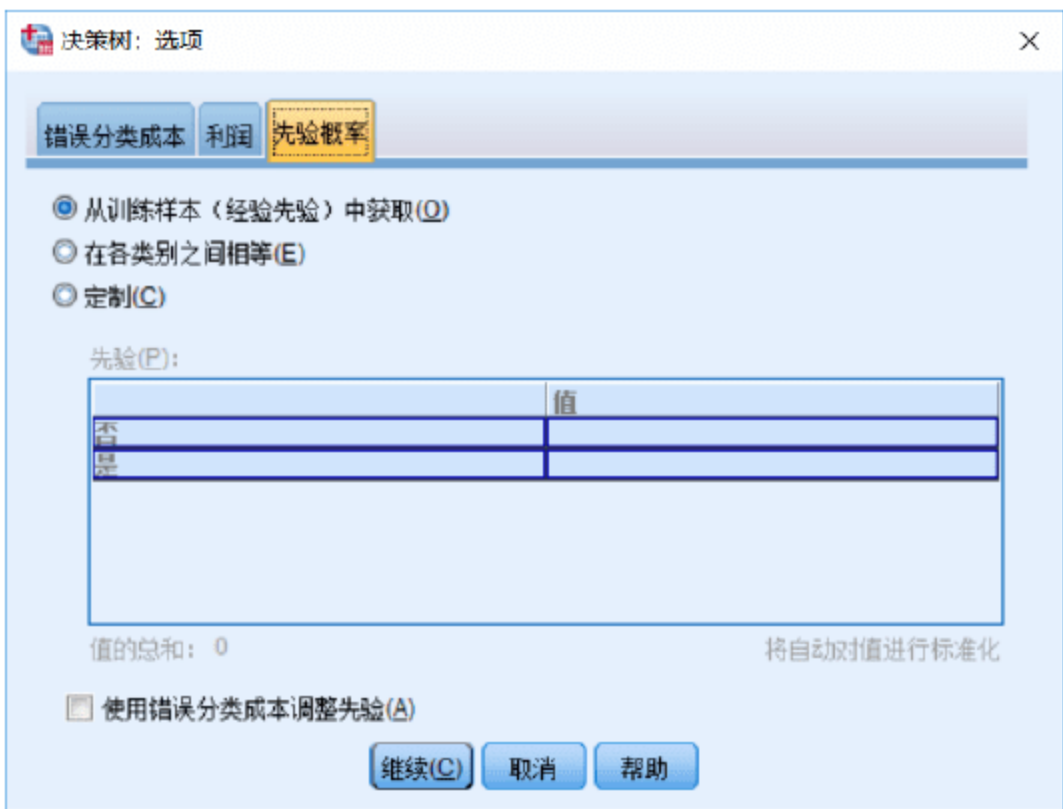 决策树：选项
错误分类成本 利润 先验概率
从训练样本（经验先验）中获取(O)
在各类别之间相等(E)
定制(C)
先验(P)：
值
否
是
值的总和： 0 将自动对值进行标准化
使用错误分类成本调整先验(A)
继续(C) 取消 帮助